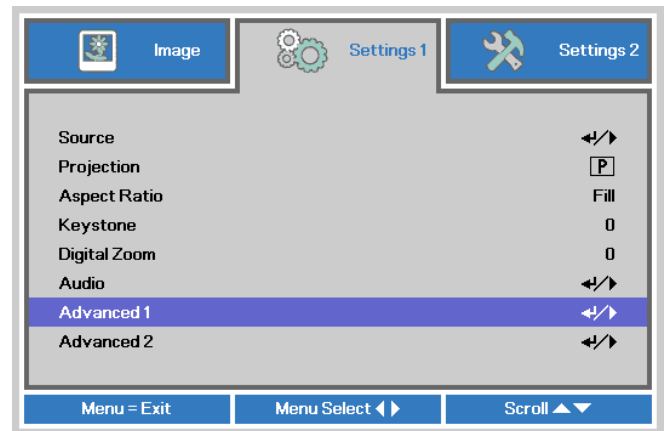 Image Settings 1 Settings 2
Source ↵/▶
Projection P
Aspect Ratio Fill
Keystone 0
Digital Zoom 0
Audio ↵/▶
Advanced 1 ↵/▶
Advanced 2 ↵/▶
Menu = Exit Menu Select ◀ ▶ Scroll ▲▼